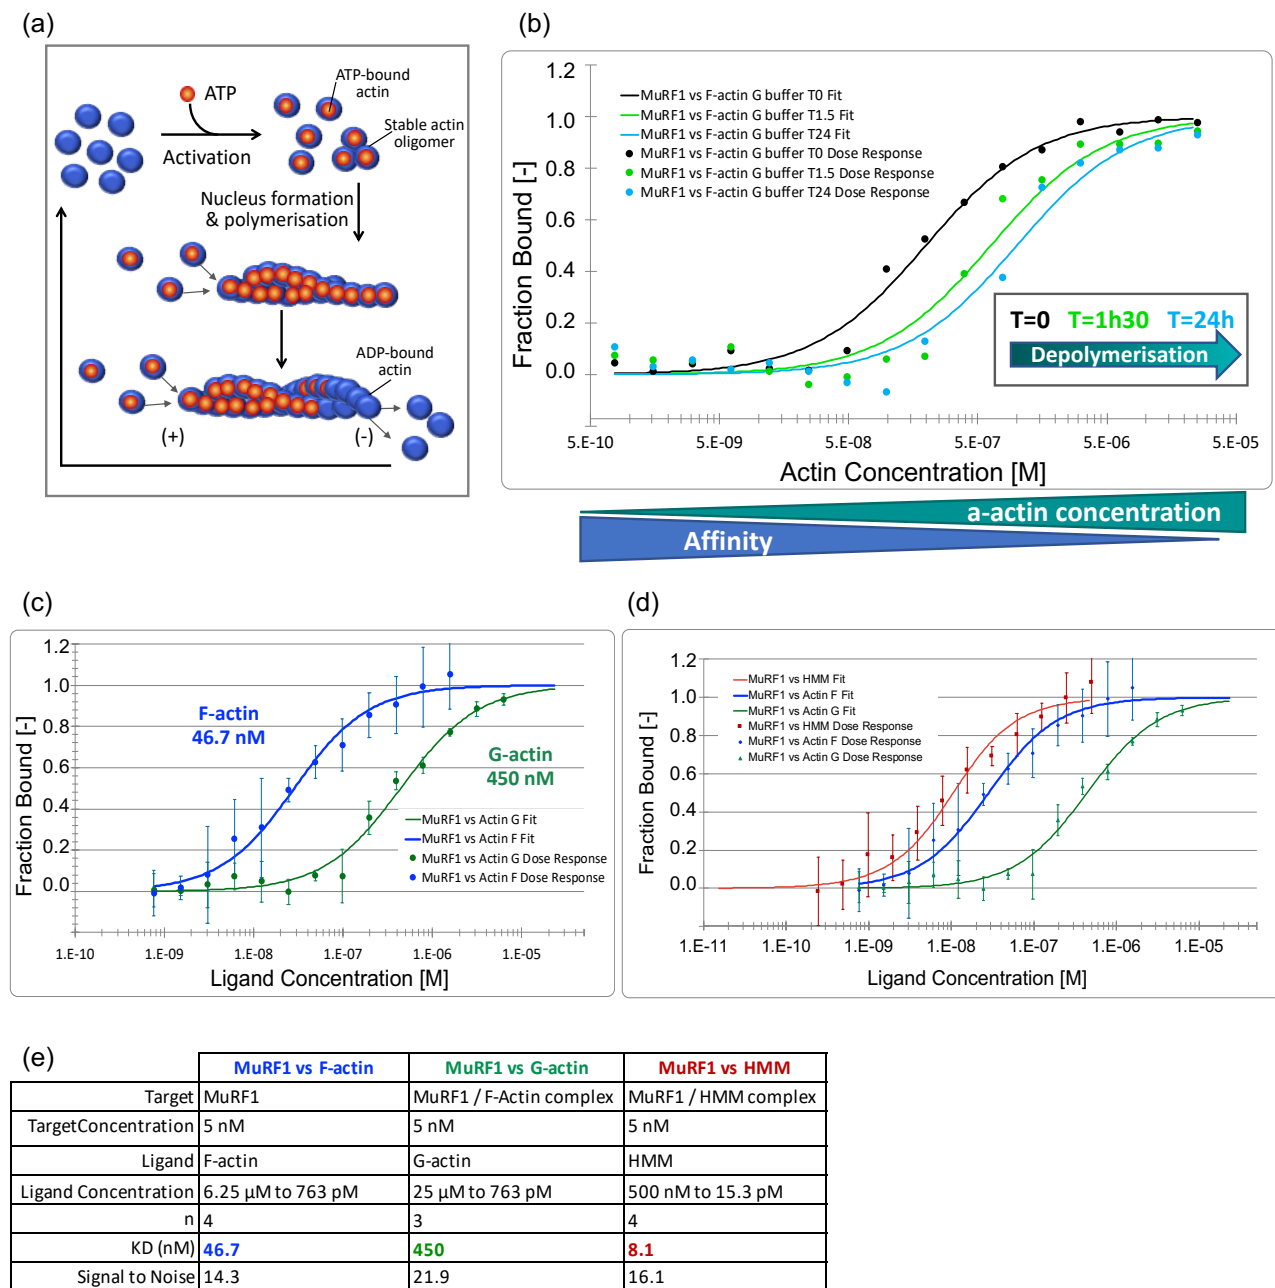 (a)
ATP
Activation
ATP-bound
actin
Stable actin
oligomer
Nucleus formation
& polymerisation
ADP-bound
actin
(+)
(-)
(b)
1.2
1.0
0.8
0.6
0.4
0.2
0.0
Fraction Bound [-]
MuRF1 vs F-actin G buffer T0 Fit
MuRF1 vs F-actin G buffer T1.5 Fit
MuRF1 vs F-actin G buffer T24 Fit
MuRF1 vs F-actin G buffer T0 Dose Response
MuRF1 vs F-actin G buffer T1.5 Dose Response
MuRF1 vs F-actin G buffer T24 Dose Response
T=0 T=1h30 T=24h
Depolymerisation
5.E-10 5.E-09 5.E-08 5.E-07 5.E-06 5.E-05
Actin Concentration [M]
a-actin concentration
Affinity
(c)
1.2
1.0
0.8
0.6
0.4
0.2
0.0
Fraction Bound [-]
F-actin
46.7 nM
G-actin
450 nM
MuRF1 vs Actin G Fit
MuRF1 vs Actin F Fit
MuRF1 vs Actin G Dose Response
MuRF1 vs Actin F Dose Response
1.E-10 1.E-09 1.E-08 1.E-07 1.E-06 1.E-05
Ligand Concentration [M]
(d)
1.2
1.0
0.8
0.6
0.4
0.2
0.0
Fraction Bound [-]
MuRF1 vs HMM Fit
MuRF1 vs Actin F Fit
MuRF1 vs Actin G Fit
MuRF1 vs HMM Dose Response
MuRF1 vs Actin F Dose Response
MuRF1 vs Actin G Dose Response
1.E-11 1.E-10 1.E-09 1.E-08 1.E-07 1.E-06 1.E-05
Ligand Concentration [M]
(e)
MuRF1 vs F-actin MuRF1 vs G-actin MuRF1 vs HMM
Target MuRF1 MuRF1 / F-Actin complex MuRF1 / HMM complex
TargetConcentration 5 nM 5 nM 5 nM
Ligand F-actin G-actin HMM
Ligand Concentration 6.25 µM to 763 pM 25 µM to 763 pM 500 nM to 15.3 pM
n 4 3 4
KD (nM) 46.7 450 8.1
Signal to Noise 14.3 21.9 16.1